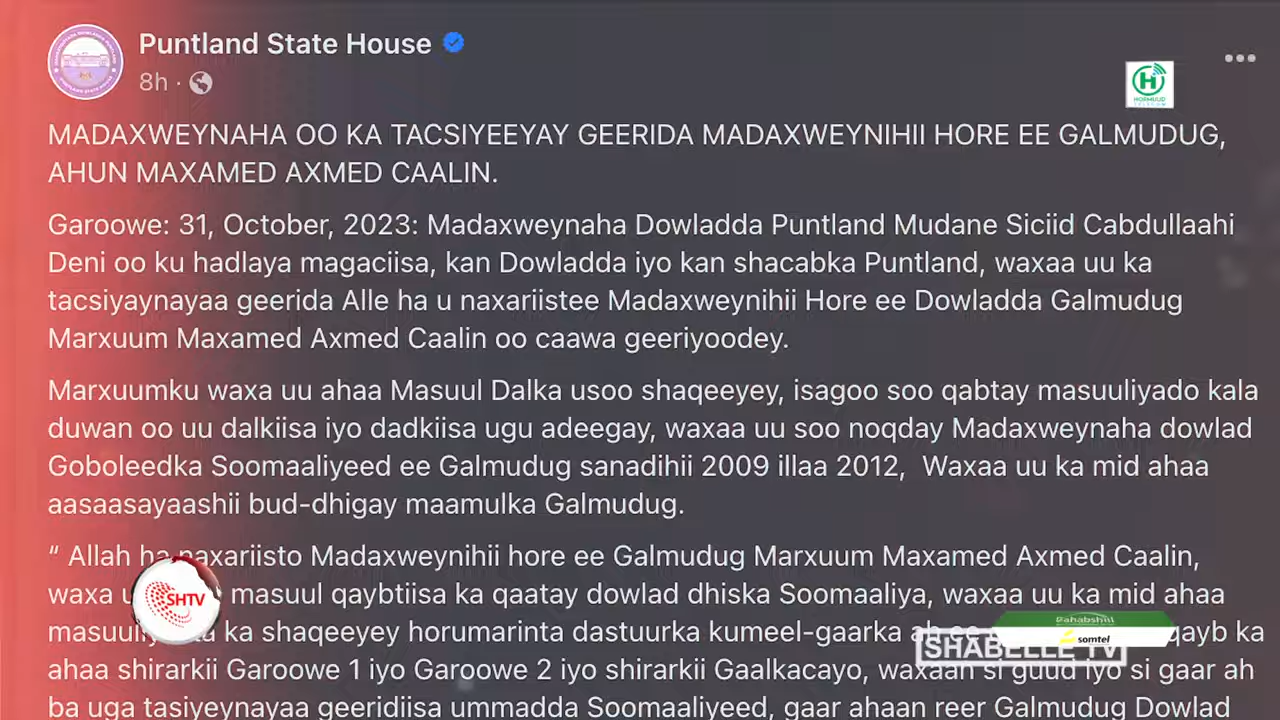 Puntland State House
8h ·
HORMUUD
TELECOM
MADAXWEYNAHA OO KA TACSIYEEYAY GEERIDA MADAXWEYNIHII HORE EE GALMUDUG,
AHUN MAXAMED AXMED CAALIN.
Garoowe: 31, October, 2023: Madaxweynaha Dowladda Puntland Mudane Siciid Cabdullaahi
Deni oo ku hadlaya magaciisa, kan Dowladda iyo kan shacabka Puntland, waxaa uu ka
tacsiyaynayaa geerida Alle ha u naxariistee Madaxweynihii Hore ee Dowladda Galmudug
Marxuum Maxamed Axmed Caalin oo caawa geeriyoodey.
Marxuumku waxa uu ahaa Masuul Dalka usoo shaqeeyey, isagoo soo qabtay masuuliyado kala
duwan oo uu dalkiisa iyo dadkiisa ugu adeegay, waxaa uu soo noqday Madaxweynaha dowlad
Goboleedka Soomaaliyeed ee Galmudug sanadihii 2009 illaa 2012, Waxaa uu ka mid ahaa
aasaasayaashii bud-dhigay maamulka Galmudug.
“ Allah ha naxariisto Madaxweynihii hore ee Galmudug Marxuum Maxamed Axmed Caalin,
waxa masuul qaybtiisa ka qaatay dowlad dhiska Soomaaliya, waxaa uu ka mid ahaa
ka shaqeeyey horumarinta dastuurka kumeel-gaarka qayb ka
ahaa shirarkii Garoowe 1 iyo Garoowe 2 iyo shirarkii Gaalkacayo, waxaan si guud iyo si gaar ah
ba uga tasiyeynayaa geeridiisa ummadda Soomaaliyeed, gaar ahaan reer Galmudug Dowlad
SHTV
Dahabshiil
somtel
SHABELLE TV